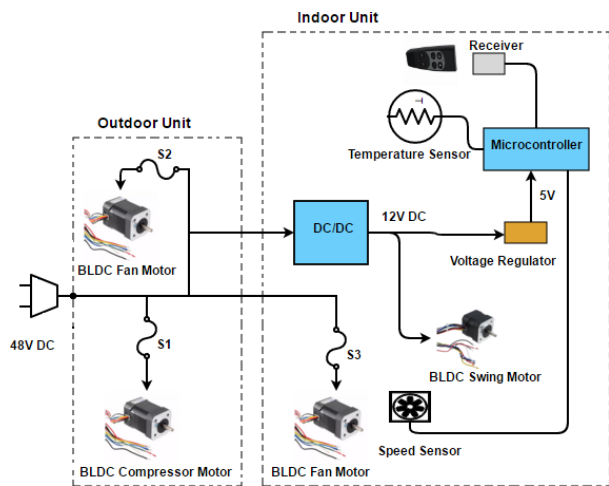 Indoor Unit
Receiver
Outdoor Unit
S2
T
Microcontroller
Temperature Sensor
5V
12V DC
DC/DC
BLDC Fan Motor
Voltage Regulator
48V DC
S1
S3
BLDC Swing Motor
BLDC Compressor Motor
BLDC Fan Motor
Speed Sensor